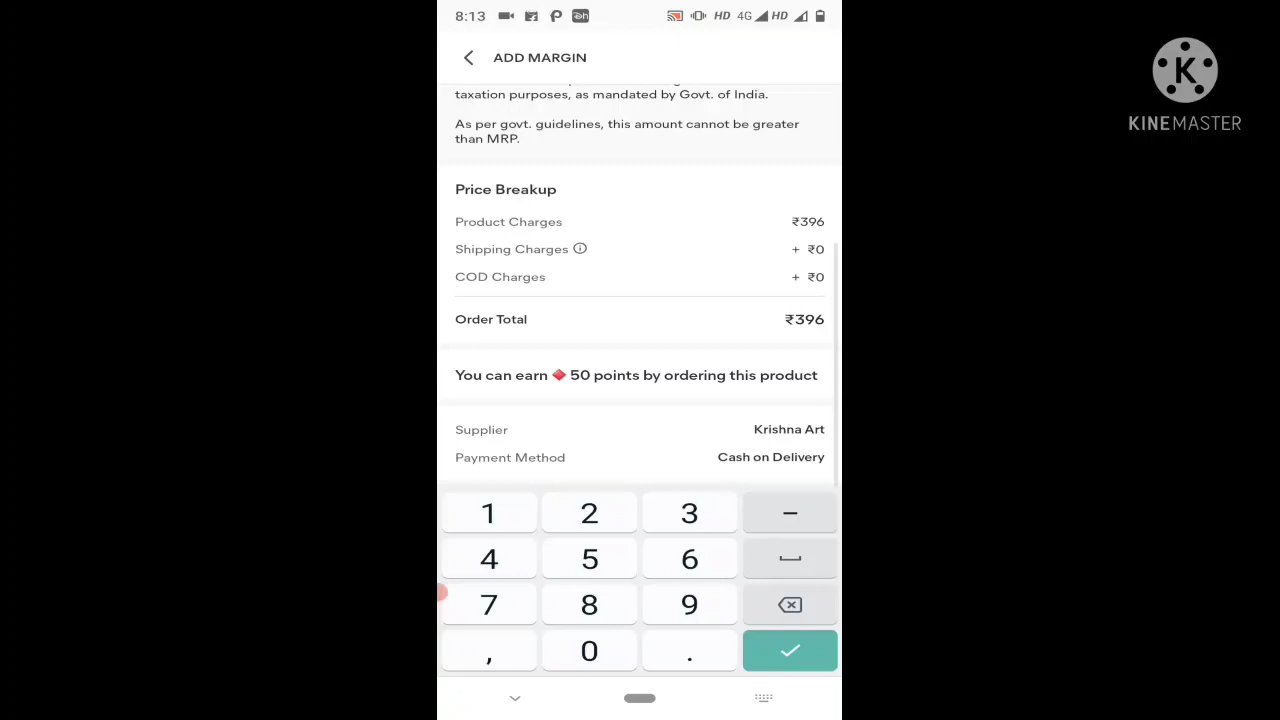 8:13
HD 4G HD
ADD MARGIN
taxation purposes, as mandated by Govt. of India.
As per govt. guidelines, this amount cannot be greater
than MRP.
Price Breakup
Product Charges ₹396
Shipping Charges + ₹0
COD Charges + ₹0
Order Total ₹396
You can earn 50 points by ordering this product
Supplier Krishna Art
Payment Method Cash on Delivery
1 2 3 –
4 5 6
7 8 9
, 0 .
K
KINEMASTER